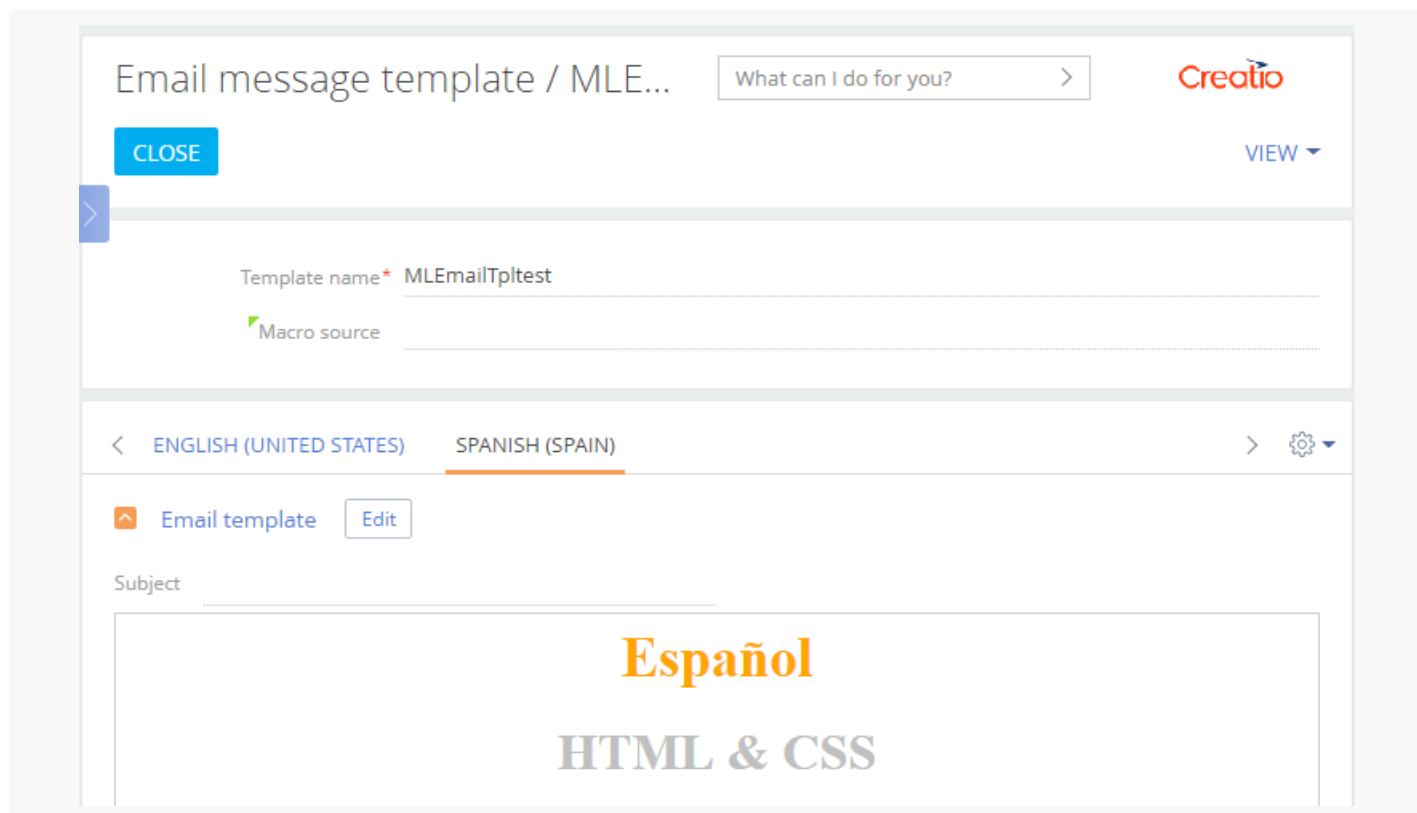 Email message template / MLE...
What can I do for you?
Creatio
CLOSE
VIEW
Template name* MLEmailTpltest
Macro source
ENGLISH (UNITED STATES) SPANISH (SPAIN)
Email template Edit
Subject
Español
HTML & CSS